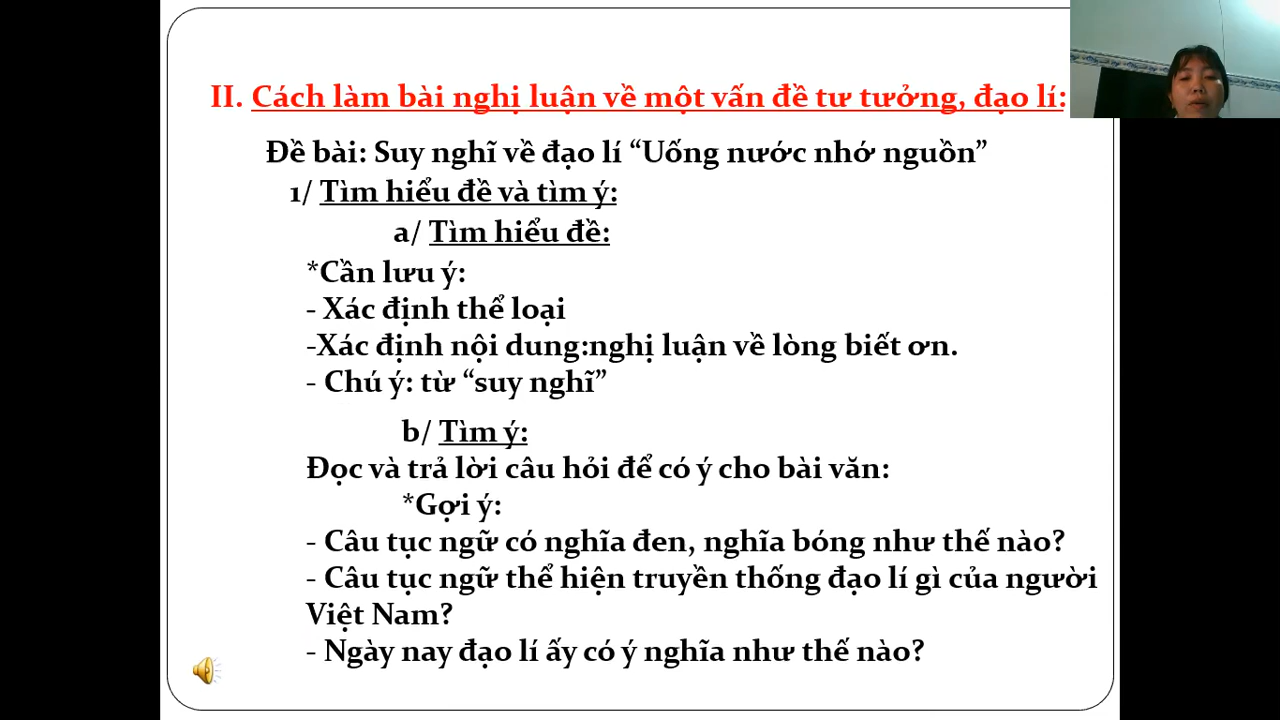 II. Cách làm bài nghị luận về một vấn đề tư tưởng, đạo lí:
Đề bài: Suy nghĩ về đạo lí “Uống nước nhớ nguồn”
1/ Tìm hiểu đề và tìm ý:
a/ Tìm hiểu đề:
*Cần lưu ý:
- Xác định thể loại
-Xác định nội dung:nghị luận về lòng biết ơn.
- Chú ý: từ “suy nghĩ”
b/ Tìm ý:
Đọc và trả lời câu hỏi để có ý cho bài văn:
*Gợi ý:
- Câu tục ngữ có nghĩa đen, nghĩa bóng như thế nào?
- Câu tục ngữ thể hiện truyền thống đạo lí gì của người
Việt Nam?
- Ngày nay đạo lí ấy có ý nghĩa như thế nào?